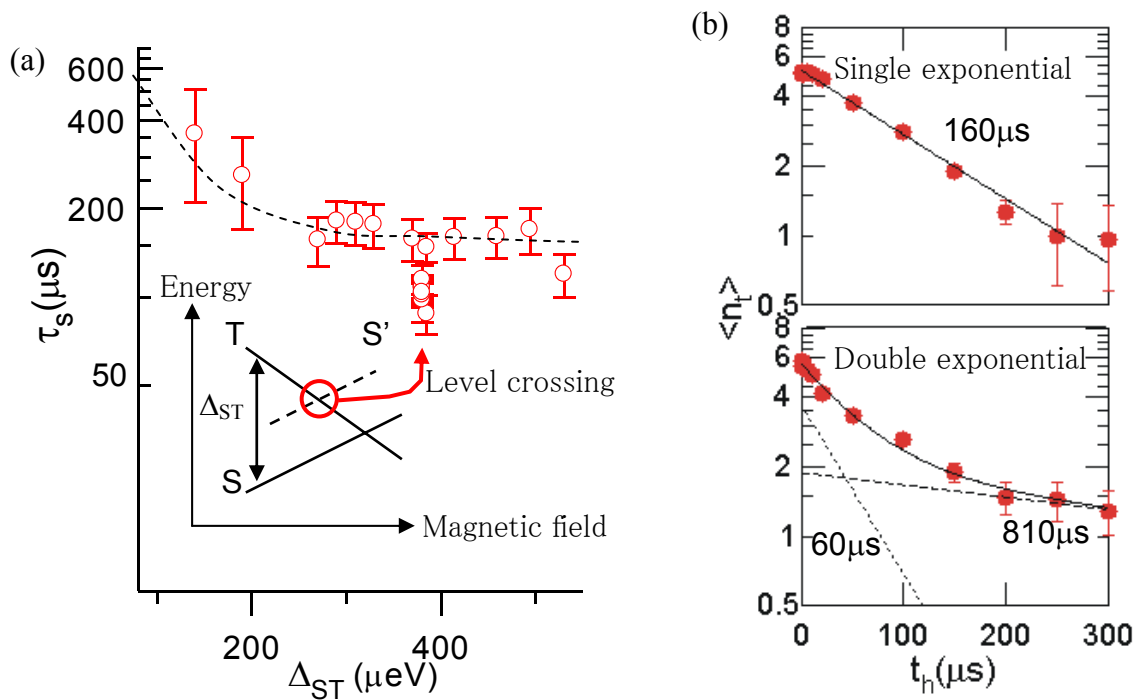 (a)
600
400
200
50
τs(μs)
Energy
T
S'
Level crossing
ΔST
S
Magnetic field
200
400
ΔST (μeV)
(b)
8
6
4
2
1
0.5
Single exponential
160μs
<nt>
8
6
4
2
1
0.5
Double exponential
60μs
810μs
0
100
200
300
th(μs)